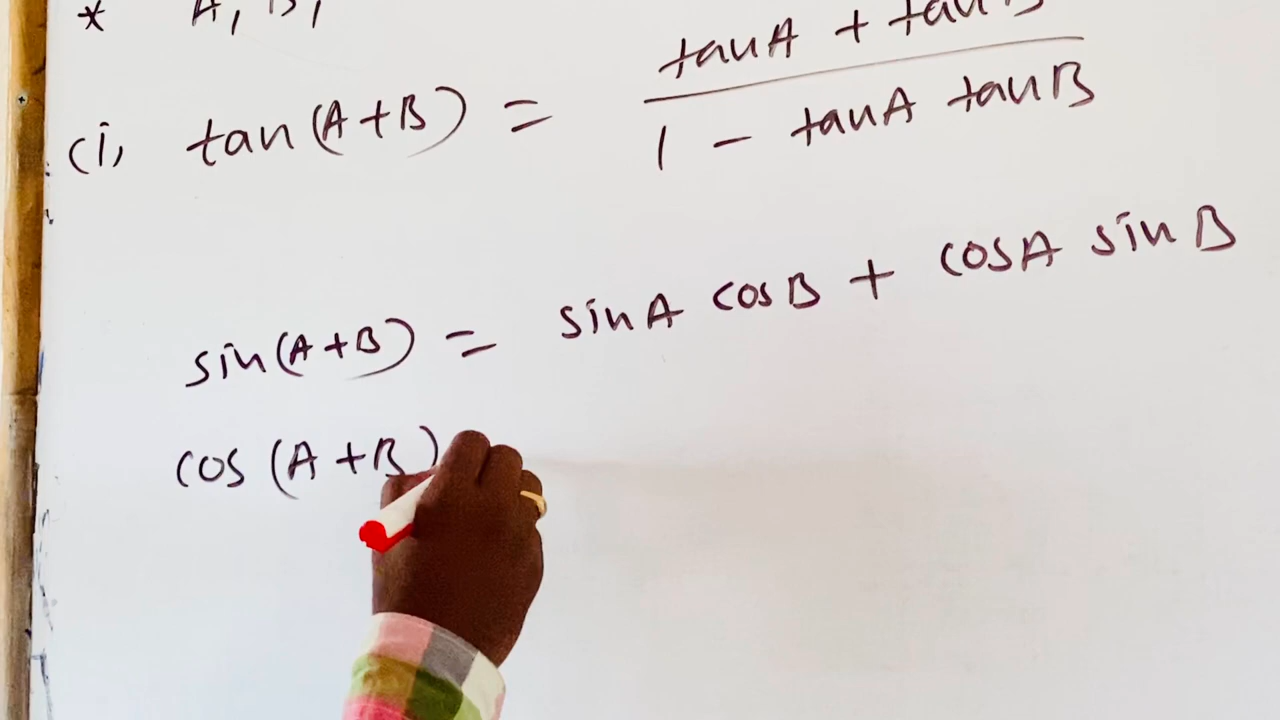 * A, B,
tanA + tanB
(i, tan(A+B) = 
1 - tanA tanB
sin(A+B) = sinA cosB + cosA sinB
cos (A+B)